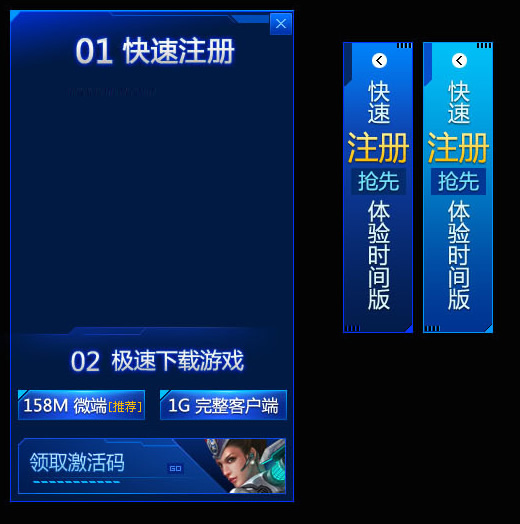 01 快速注册
02 极速下载游戏
158M 微端[推荐]
1G 完整客户端
领取激活码
GO
快速
注册
抢先
体验时间版
快速
注册
抢先
体验时间版